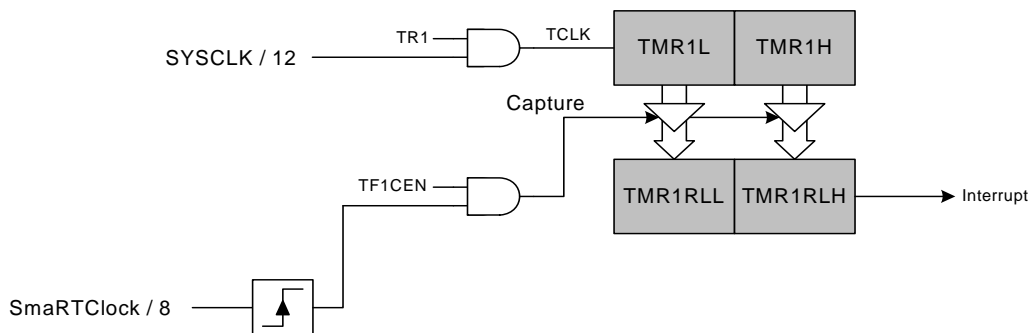 TR1
TCLK
TMR1L
TMR1H
SYSCLK / 12
Capture
TF1CEN
TMR1RLL
TMR1RLH
Interrupt
SmaRTClock / 8